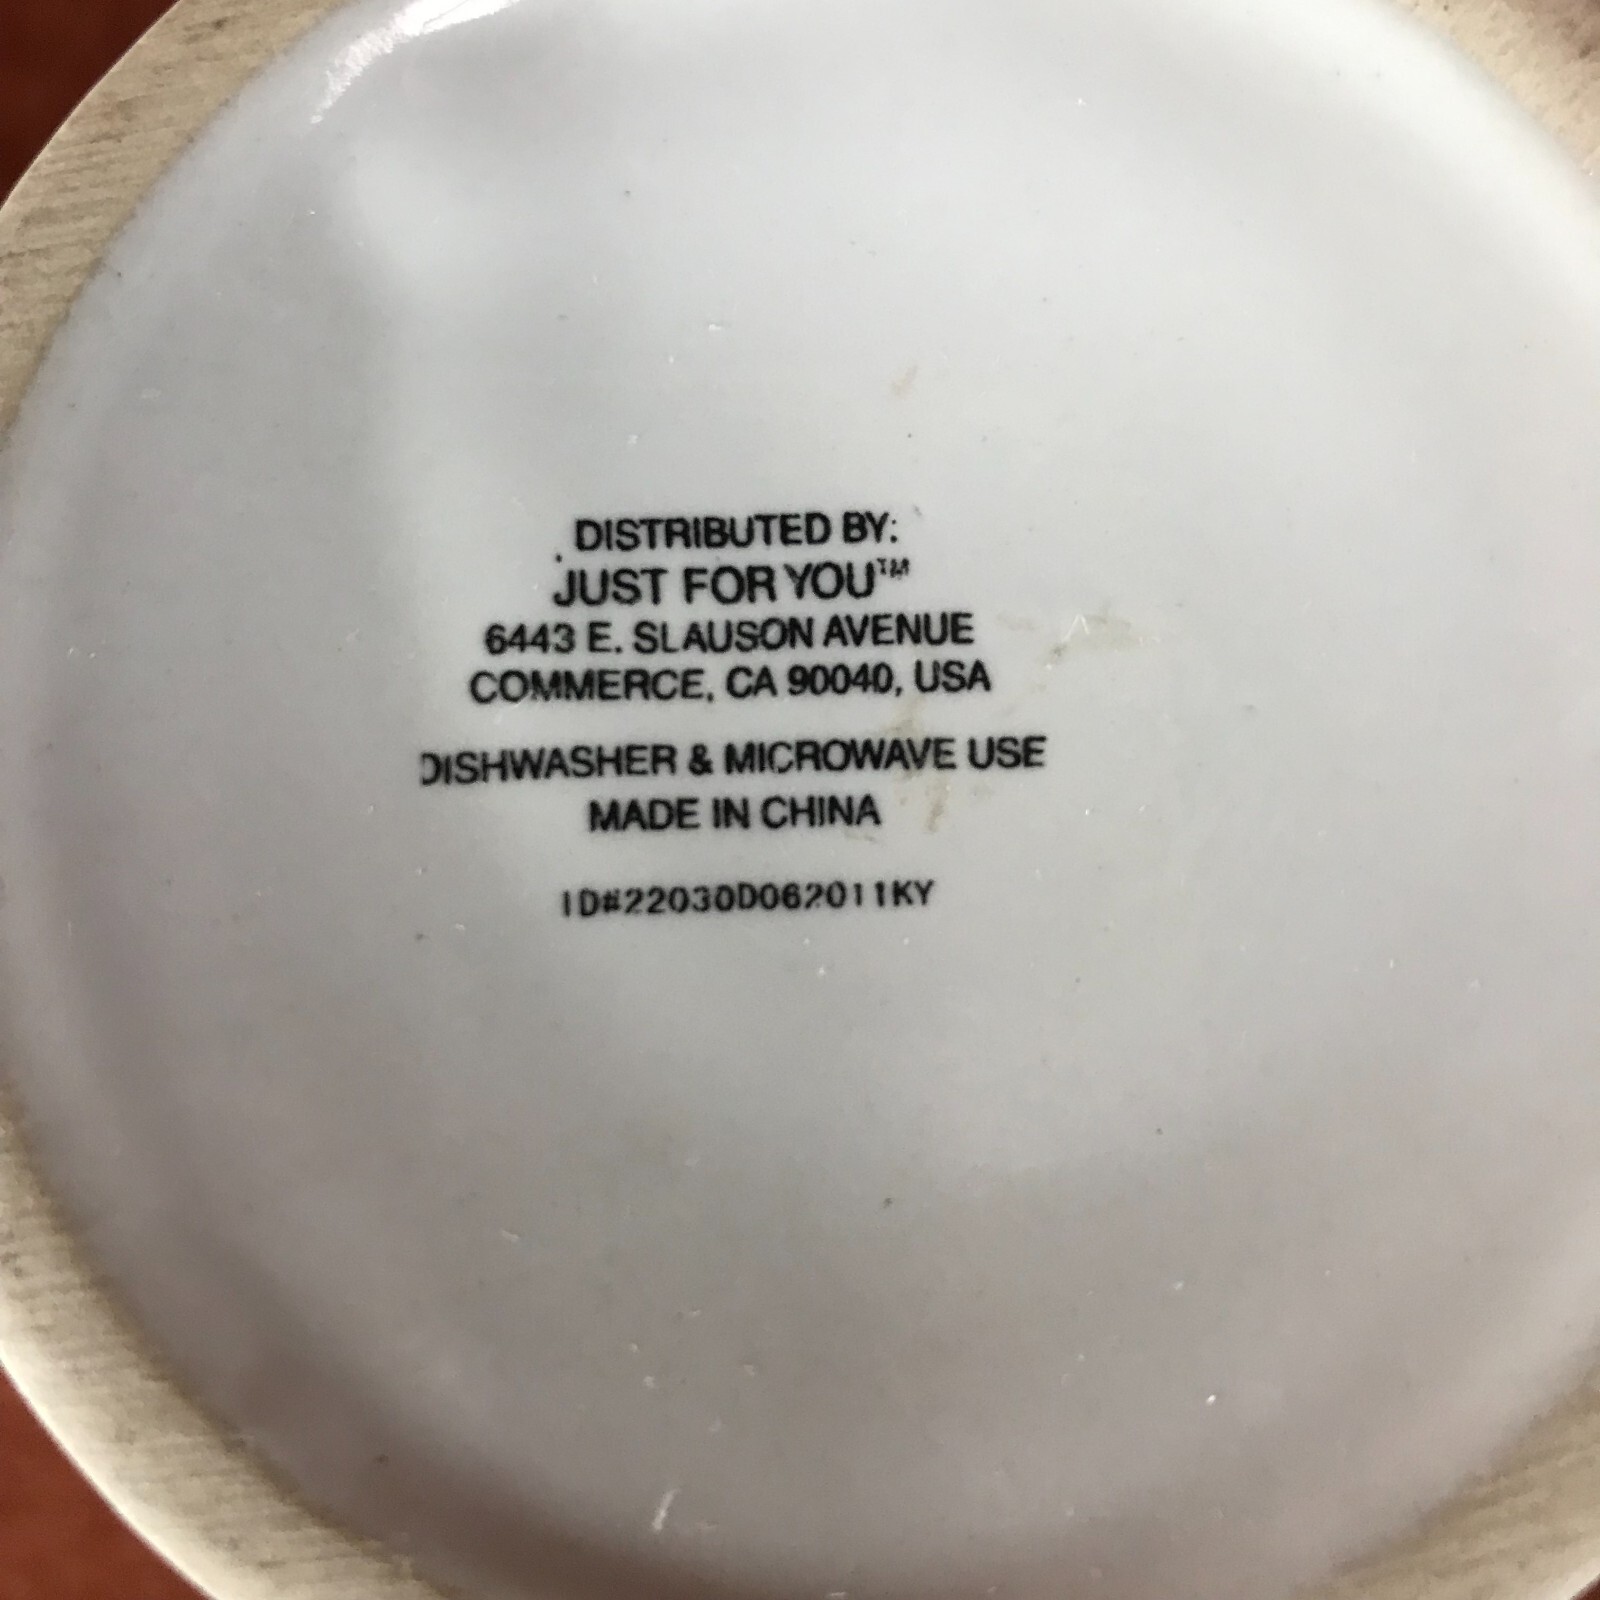 DISTRIBUTED BY:
JUST FOR YOU™
6443 E. SLAUSON AVENUE
COMMERCE, CA 90040, USA
DISHWASHER & MICROWAVE USE
MADE IN CHINA
ID#22030D062011KY